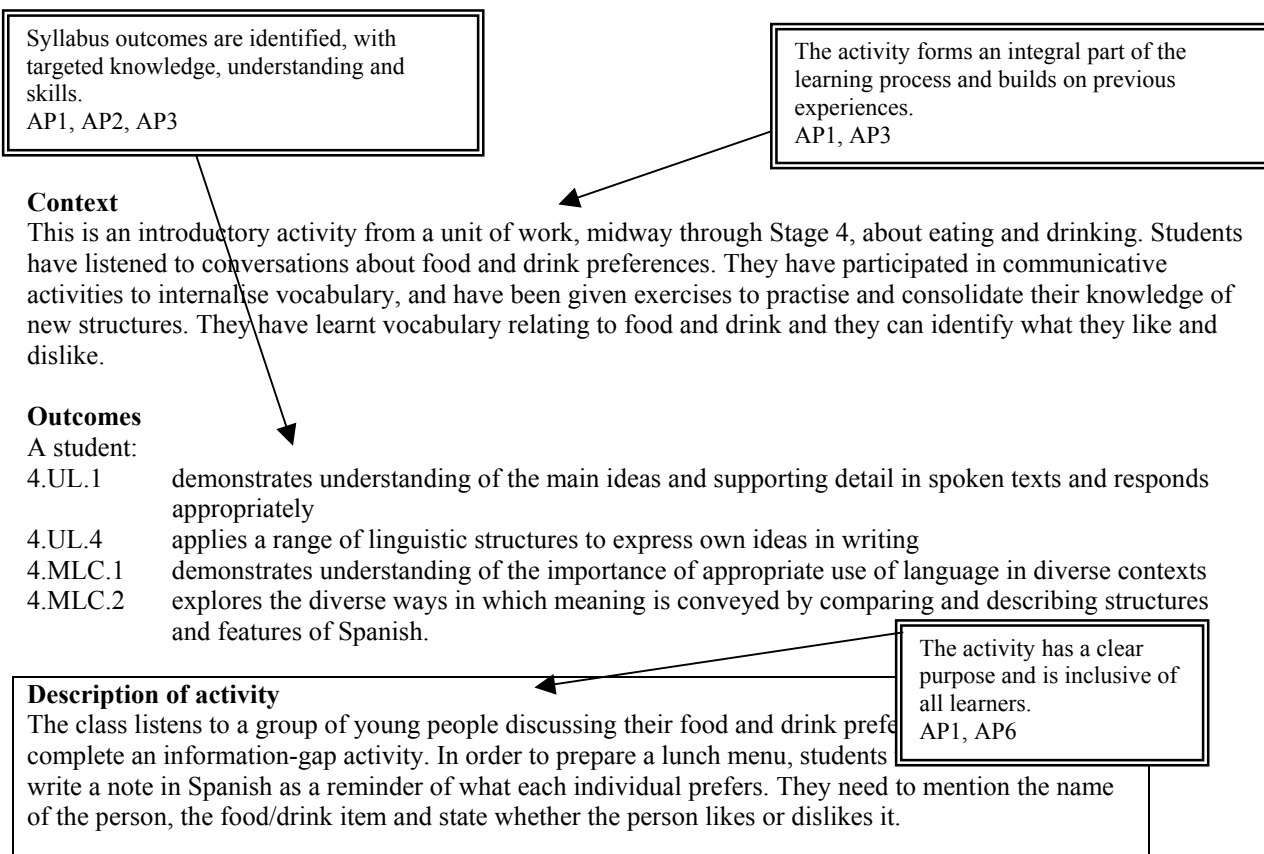 Syllabus outcomes are identified, with
targeted knowledge, understanding and
skills.
AP1, AP2, AP3
The activity forms an integral part of the
learning process and builds on previous
experiences.
AP1, AP3
Context
This is an introductory activity from a unit of work, midway through Stage 4, about eating and drinking. Students
have listened to conversations about food and drink preferences. They have participated in communicative
activities to internalise vocabulary, and have been given exercises to practise and consolidate their knowledge of
new structures. They have learnt vocabulary relating to food and drink and they can identify what they like and
dislike.
Outcomes
A student:
4.UL.1 demonstrates understanding of the main ideas and supporting detail in spoken texts and responds
appropriately
4.UL.4 applies a range of linguistic structures to express own ideas in writing
4.MLC.1 demonstrates understanding of the importance of appropriate use of language in diverse contexts
4.MLC.2 explores the diverse ways in which meaning is conveyed by comparing and describing structures
and features of Spanish.
The activity has a clear
purpose and is inclusive of
all learners.
AP1, AP6
Description of activity
The class listens to a group of young people discussing their food and drink prefe
complete an information-gap activity. In order to prepare a lunch menu, students
write a note in Spanish as a reminder of what each individual prefers. They need to mention the name
of the person, the food/drink item and state whether the person likes or dislikes it.